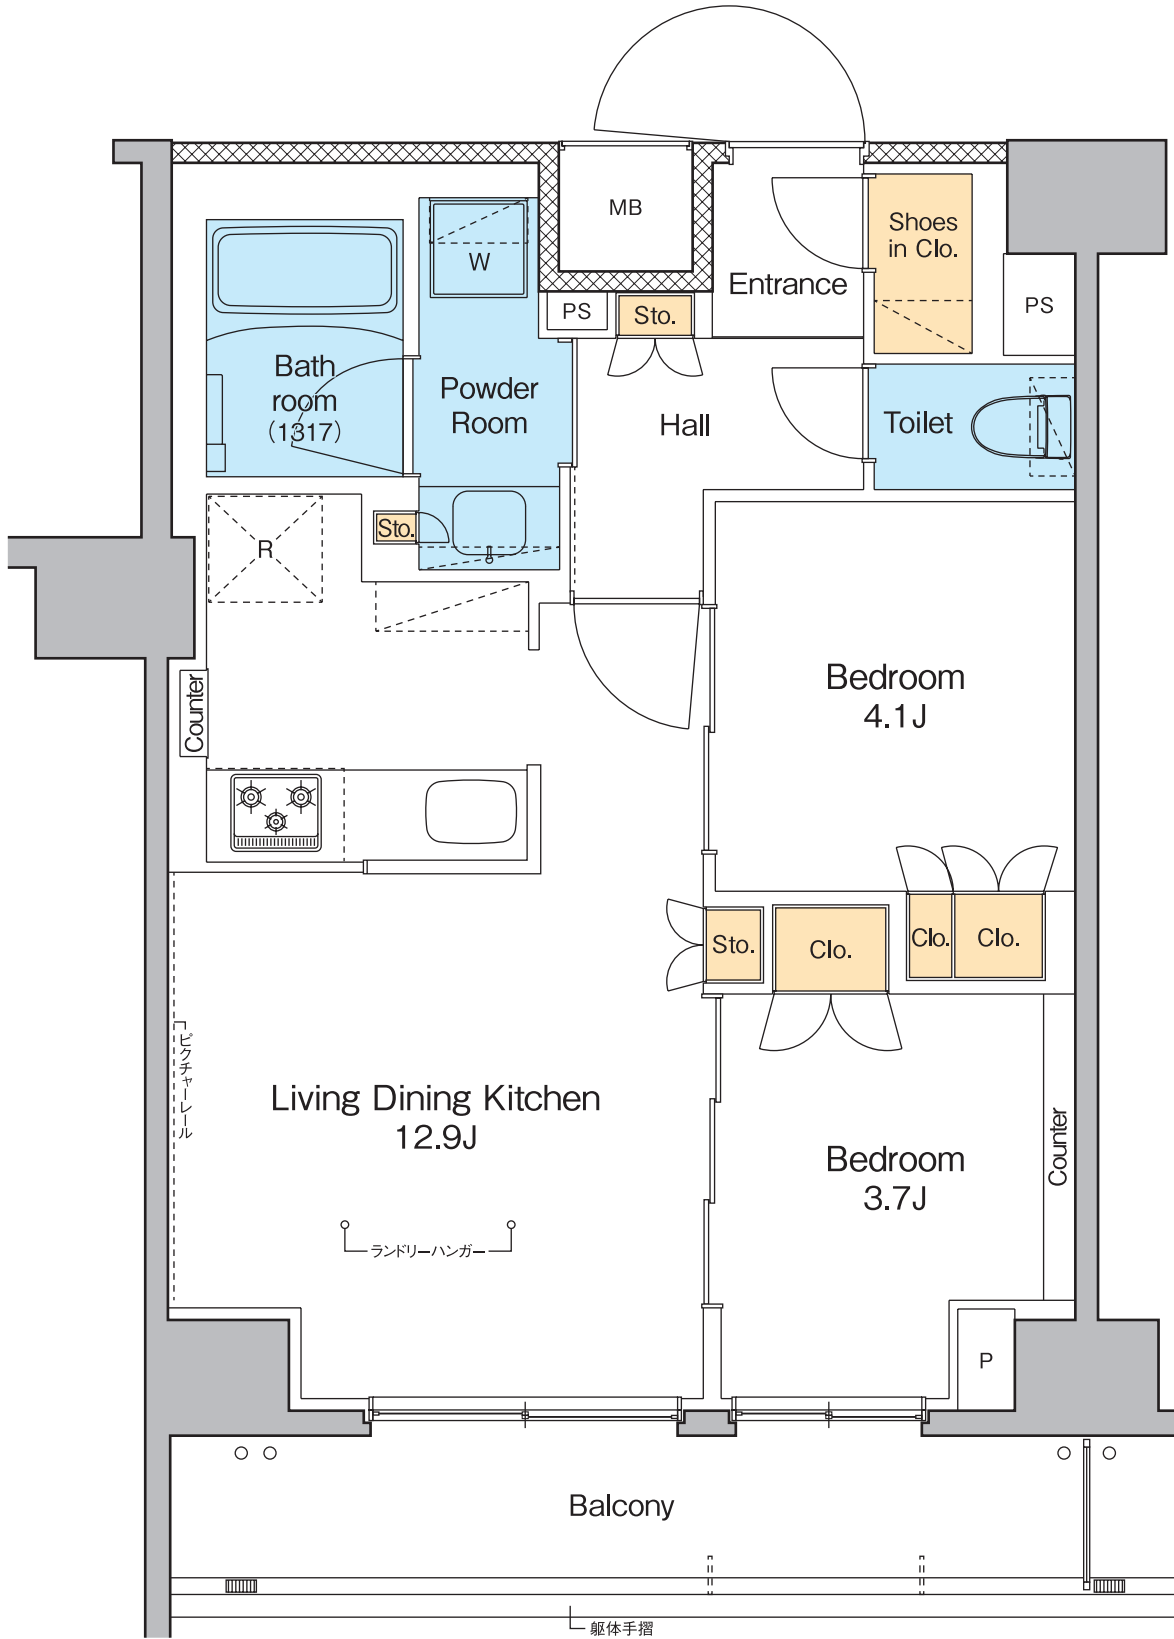 MB
Shoes
in Clo.
W
Entrance
PS
Sto.
PS
Bath
room
(1317)
Powder
Room
Hall
Toilet
Sto.
R
Counter
Bedroom
4.1J
Sto.
Clo.
Clo.
Clo.
ピクチャーレール
Living Dining Kitchen
12.9J
Bedroom
3.7J
Counter
ランドリーハンガー
P
Balcony
躯体手摺